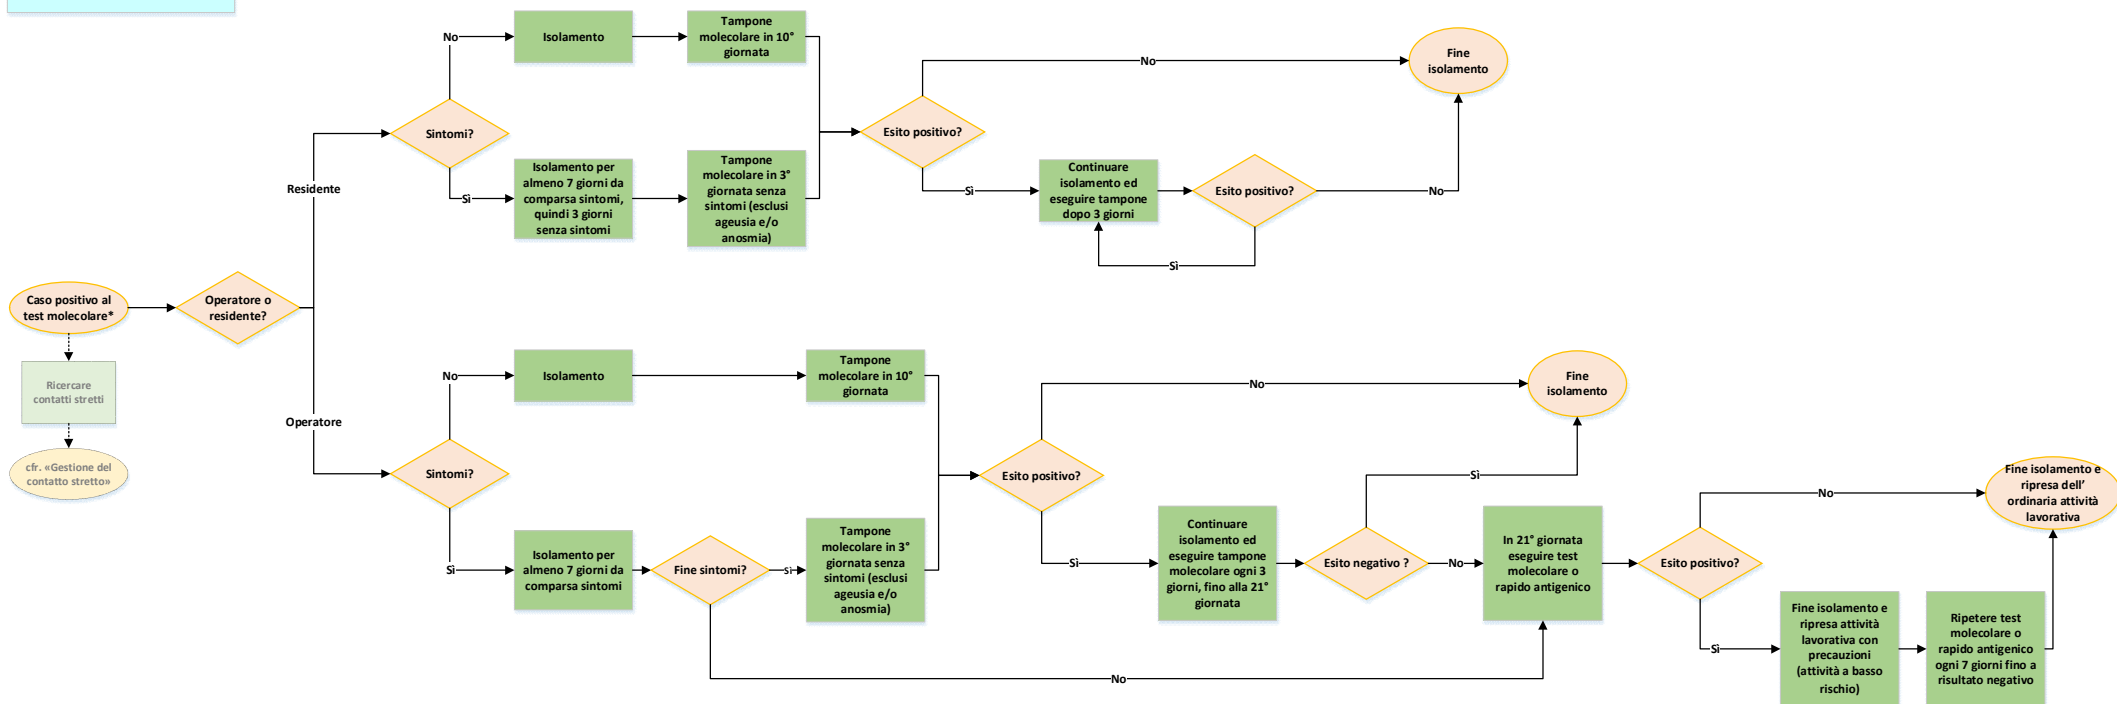 Caso positivo al
test molecolare*
Ricercare
contatti stretti
cfr. «Gestione del
contatto stretto»
Operatore o
residente?
Residente
Operatore
Sintomi?
No
Isolamento
Tampone
molecolare in 10°
giornata
Sì
Isolamento per
almeno 7 giorni da
comparsa sintomi,
quindi 3 giorni
senza sintomi
Tampone
molecolare in 3°
giornata senza
sintomi (esclusi
ageusia e/o
anosmia)
Esito positivo?
No
Fine
isolamento
Sì
Continuare
isolamento ed
eseguire tampone
dopo 3 giorni
Esito positivo?
No
Sì
Sintomi?
No
Isolamento
Tampone
molecolare in 10°
giornata
Sì
Isolamento per
almeno 7 giorni da
comparsa sintomi
Fine sintomi?
Sì
Tampone
molecolare in 3°
giornata senza
sintomi (esclusi
ageusia e/o
anosmia)
No
Esito positivo?
No
Fine
isolamento
Sì
Continuare
isolamento ed
eseguire tampone
molecolare ogni 3
giorni, fino alla 21°
giornata
Esito negativo ?
Sì
No
In 21° giornata
eseguire test
molecolare o
rapido antigenico
Esito positivo?
No
Fine isolamento e
ripresa dell'
ordinaria attività
lavorativa
Sì
Fine isolamento e
ripresa attività
lavorativa con
precauzioni
(attività a basso
rischio)
Ripetere test
molecolare o
rapido antigenico
ogni 7 giorni fino a
risultato negativo